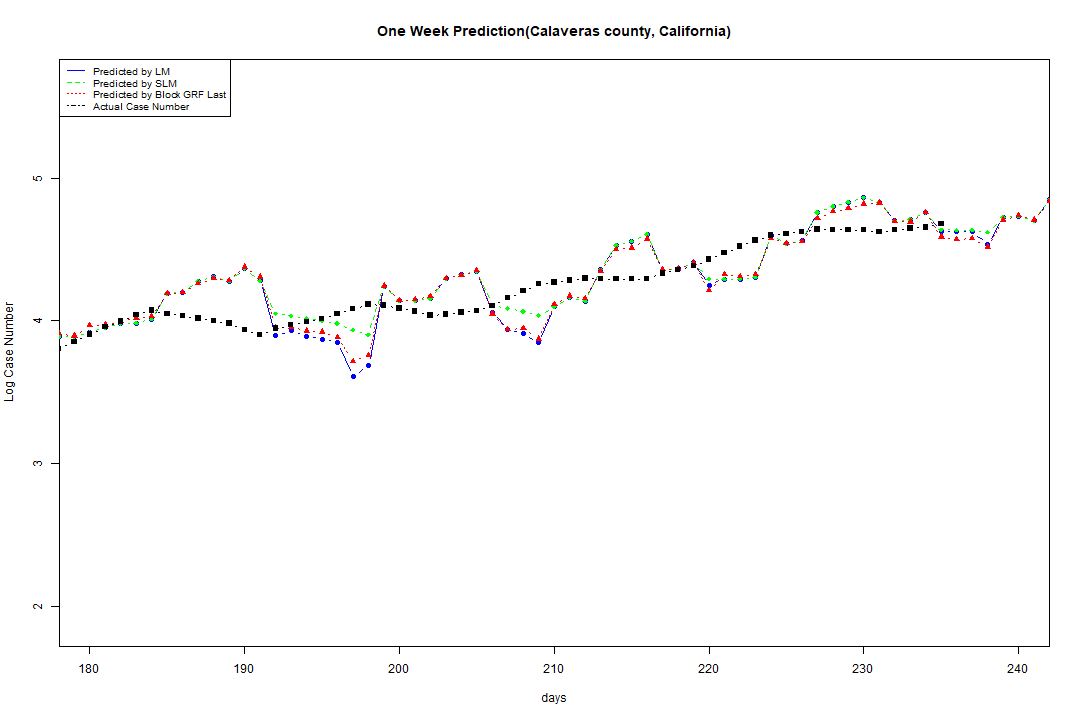 One Week Prediction(Calaveras county, California)
Predicted by LM
Predicted by SLM
Predicted by Block GRF Last
Actual Case Number
5
4
3
2
Log Case Number
180 190 200 210 220 230 240
days